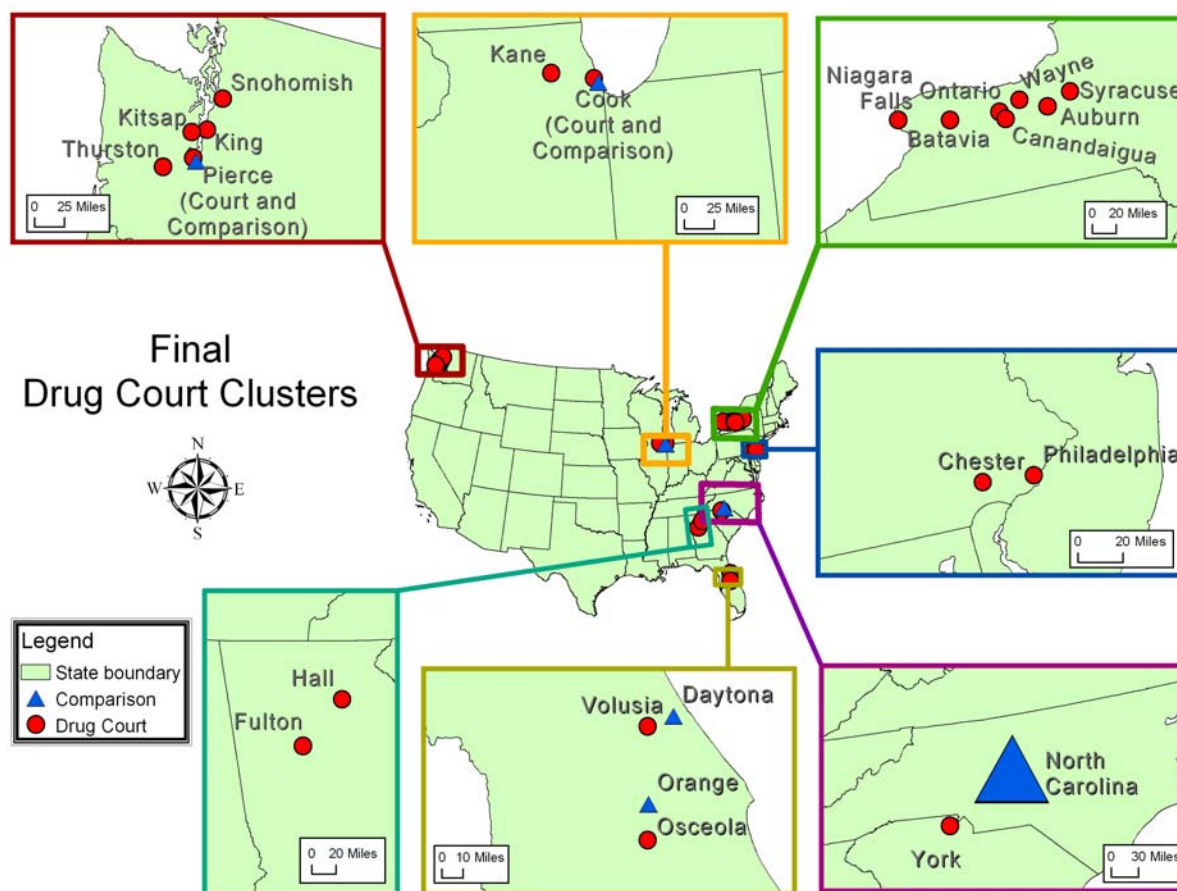 Snohomish
Kitsap
King
Thurston
Pierce
(Court and
Comparison)
0 25 Miles
Kane
Cook
(Court and
Comparison)
0 25 Miles
Niagara
Falls
Ontario
Wayne
Syracuse
Batavia
Auburn
Canandaigua
0 20 Miles
Final
Drug Court Clusters
N
W E
S
Chester
Philadelphia
0 20 Miles
Legend
State boundary
Comparison
Drug Court
Hall
Fulton
0 20 Miles
Volusia
Daytona
Orange
Osceola
0 10 Miles
North
Carolina
York
0 30 Miles